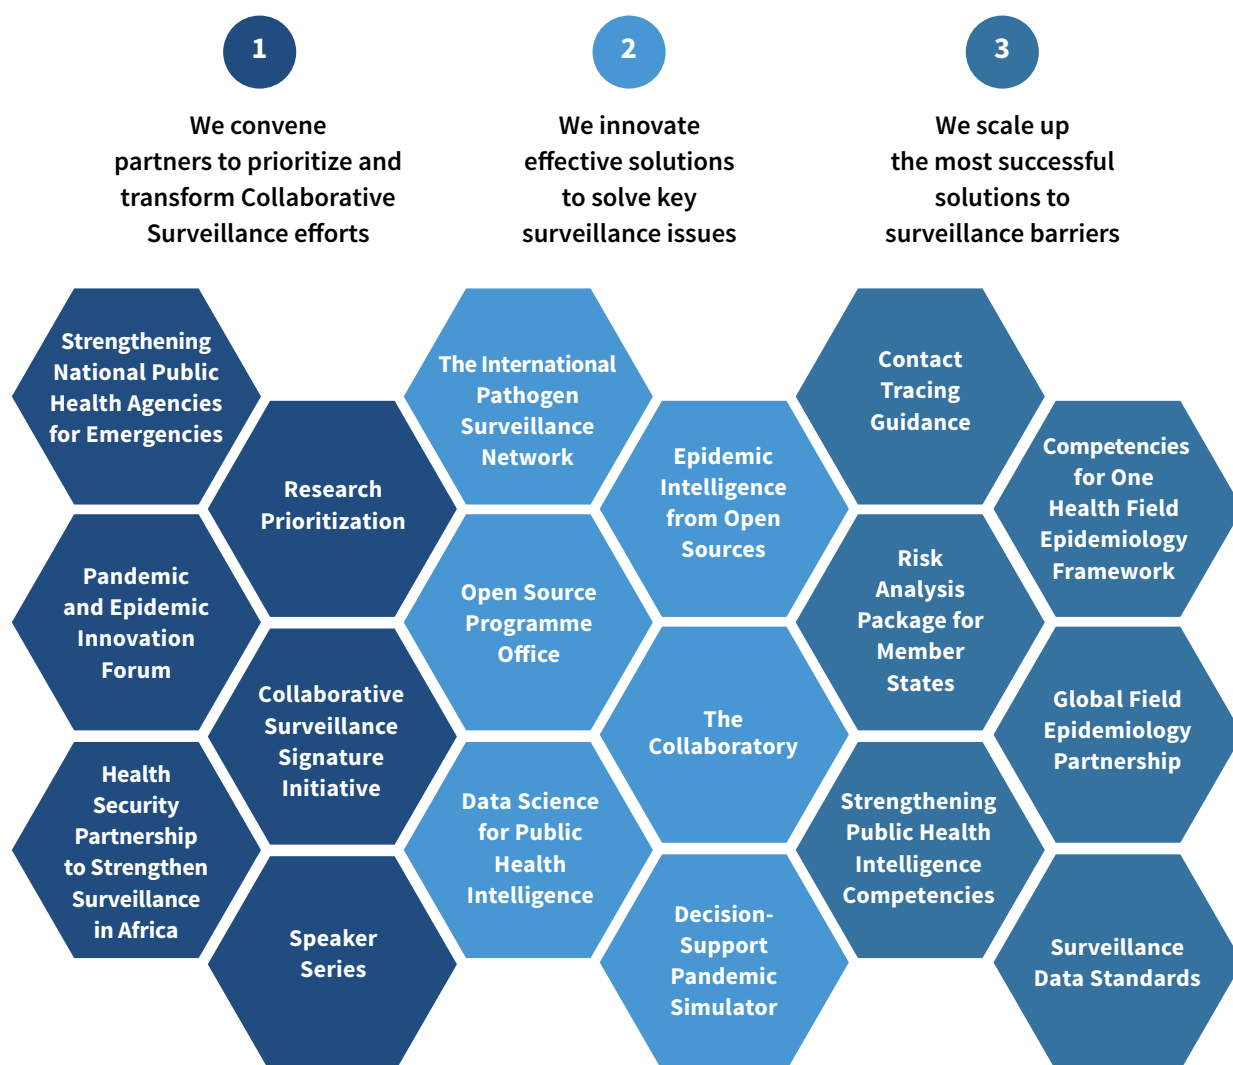 1
We convene
partners to prioritize and
transform Collaborative
Surveillance efforts
2
We innovate
effective solutions
to solve key
surveillance issues
3
We scale up
the most successful
solutions to
surveillance barriers
Strengthening
National Public
Health Agencies
for Emergencies
Research
Prioritization
Pandemic
and Epidemic
Innovation
Forum
Collaborative
Surveillance
Signature
Initiative
Health
Security
Partnership
to Strengthen
Surveillance
in Africa
Speaker
Series
The International
Pathogen
Surveillance
Network
Epidemic
Intelligence
from Open
Sources
Open Source
Programme
Office
The
Collaboratory
Data Science
for Public
Health
Intelligence
Decision-
Support
Pandemic
Simulator
Contact
Tracing
Guidance
Competencies
for One
Health Field
Epidemiology
Framework
Risk
Analysis
Package for
Member
States
Global Field
Epidemiology
Partnership
Strengthening
Public Health
Intelligence
Competencies
Surveillance
Data Standards